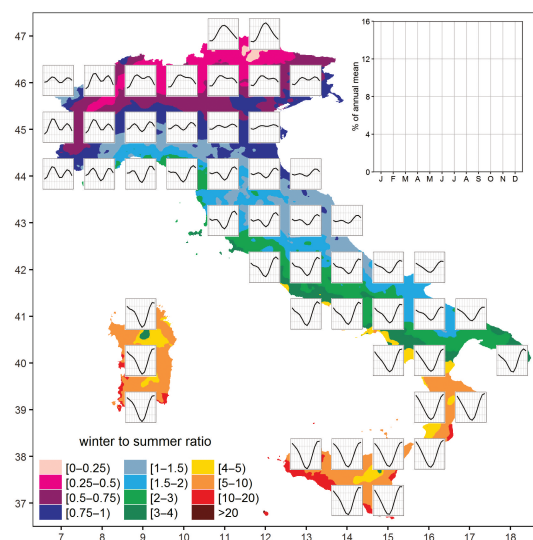 47
46
45
44
43
42
41
40
39
38
37
7 8 9 10 11 12 13 14 15 16 17 18
16
12
8
4
0
% of annual mean
J F M A M J J A S O N D
winter to summer ratio
[0–0.25) [1–1.5) [4–5)
[0.25–0.5) [1.5–2) [5–10)
[0.5–0.75) [2–3) [10–20)
[0.75–1) [3–4) >20